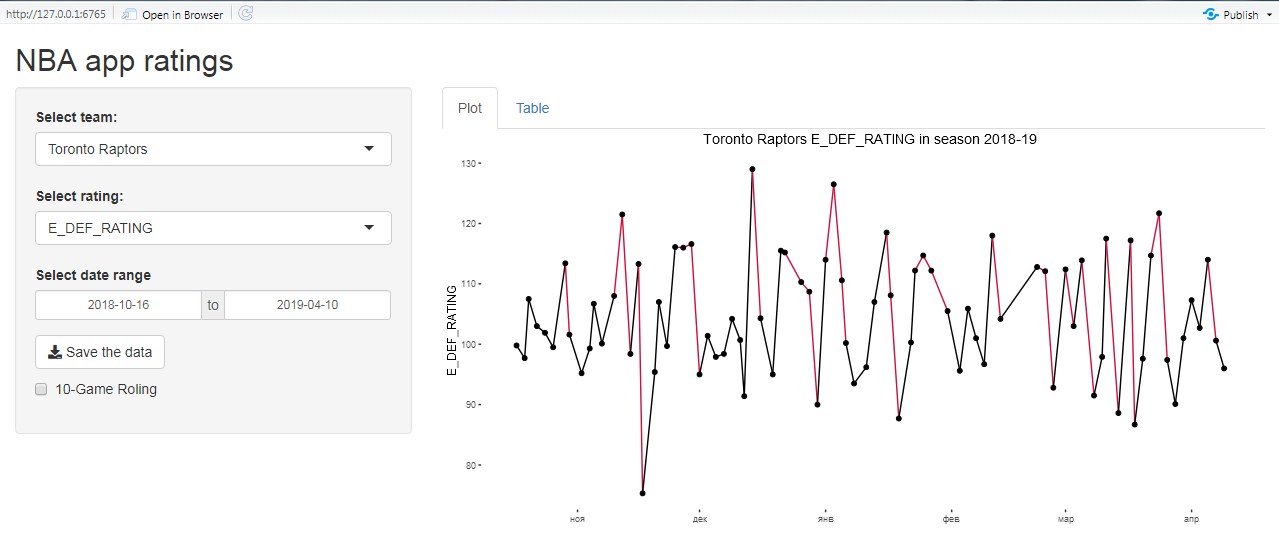 http://127.0.0.1:6765 Open in Browser Publish
NBA app ratings
Select team:
Toronto Raptors
Select rating:
E_DEF_RATING
Select date range
2018-10-16 to 2019-04-10
Save the data
10-Game Roling
Plot Table
Toronto Raptors E_DEF_RATING in season 2018-19
E_DEF_RATING
130
120
110
100
90
80
ноя дек янв фев мар апр